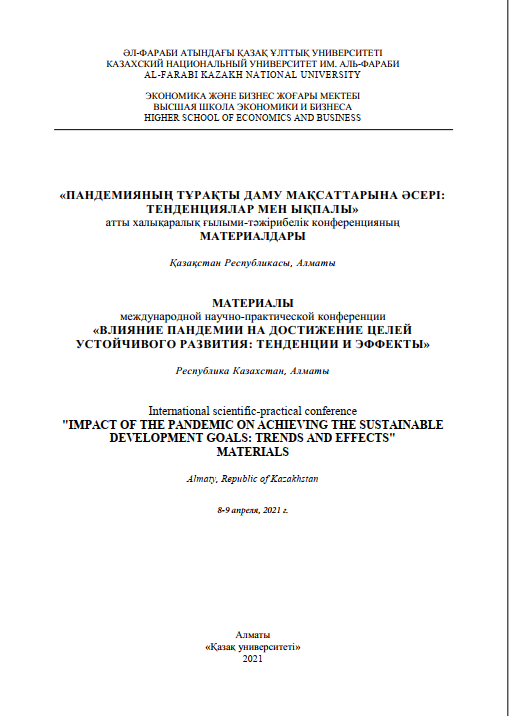 ӘЛ-ФАРАБИ АТЫНДАҒЫ ҚАЗАҚ ҰЛТТЫҚ УНИВЕРСИТЕТІ
КАЗАХСКИЙ НАЦИОНАЛЬНЫЙ УНИВЕРСИТЕТ ИМ. АЛЬ-ФАРАБИ
AL-FARABI KAZAKH NATIONAL UNIVERSITY
ЭКОНОМИКА ЖӘНЕ БИЗНЕС ЖОҒАРЫ МЕКТЕБІ
ВЫСШАЯ ШКОЛА ЭКОНОМИКИ И БИЗНЕСА
HIGHER SCHOOL OF ECONOMICS AND BUSINESS
«ПАНДЕМИЯНЫҢ ТҰРАҚТЫ ДАМУ МАҚСАТТАРЫНА ӘСЕРІ:
ТЕНДЕНЦИЯЛАР МЕН ЫҚПАЛЫ»
атты халықаралық ғылыми-тәжірибелік конференцияның
МАТЕРИАЛДАРЫ
Қазақстан Республикасы, Алматы
МАТЕРИАЛЫ
международной научно-практической конференции
«ВЛИЯНИЕ ПАНДЕМИИ НА ДОСТИЖЕНИЕ ЦЕЛЕЙ
УСТОЙЧИВОГО РАЗВИТИЯ: ТЕНДЕНЦИИ И ЭФФЕКТЫ»
Республика Казахстан, Алматы
International scientific-practical conference
"IMPACT OF THE PANDEMIC ON ACHIEVING THE SUSTAINABLE
DEVELOPMENT GOALS: TRENDS AND EFFECTS"
MATERIALS
Almaty, Republic of Kazakhstan
8-9 апреля, 2021 г.
Алматы
«Қазақ университеті»
2021